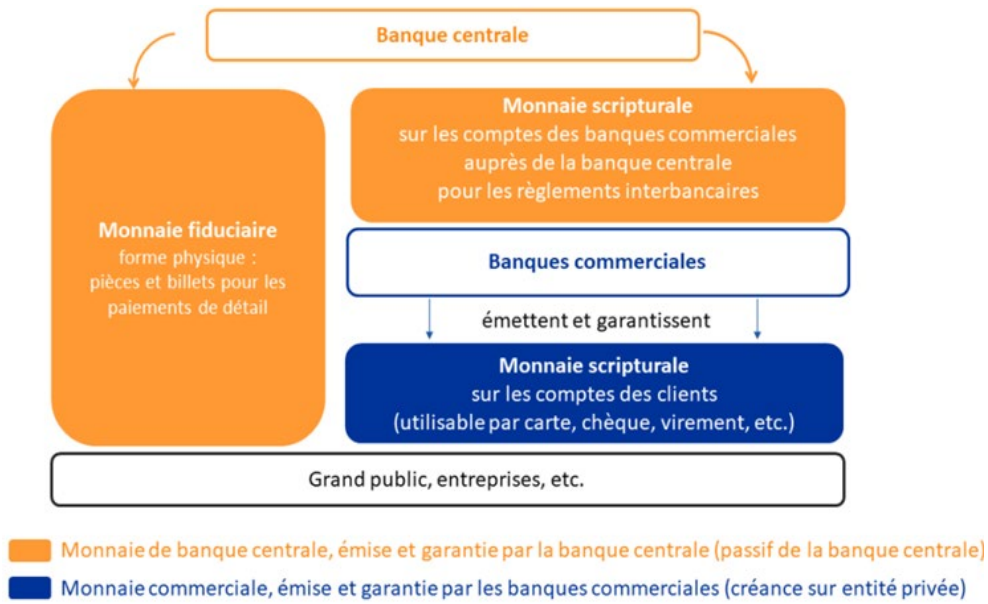 Banque centrale
Monnaie fiduciaire
forme physique :
pièces et billets pour les
paiements de détail
Monnaie scripturale
sur les comptes des banques commerciales
auprès de la banque centrale
pour les règlements interbancaires
Banques commerciales
émettent et garantissent
Monnaie scripturale
sur les comptes des clients
(utilisable par carte, chèque, virement, etc.)
Grand public, entreprises, etc.
Monnaie de banque centrale, émise et garantie par la banque centrale (passif de la banque centrale)
Monnaie commerciale, émise et garantie par les banques commerciales (créance sur entité privée)